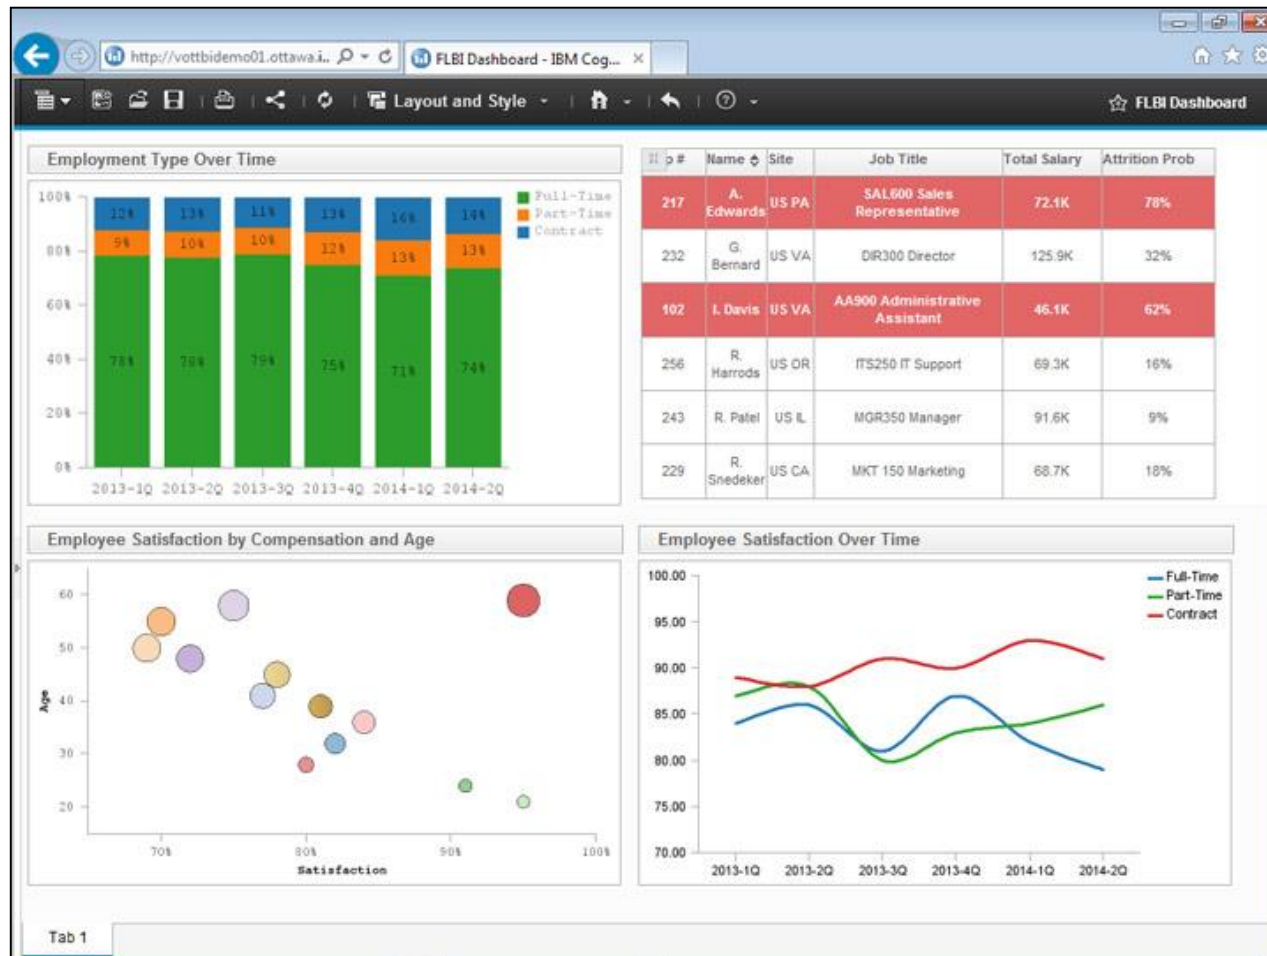 http://vottbidemo01.ottawa.i..
FLBI Dashboard - IBM Cog...
Layout and Style
FLBI Dashboard
Employment Type Over Time
100%
80%
60%
40%
20%
0%
12% 13% 11% 13% 16% 14%
9% 10% 10% 12% 13% 13%
78% 78% 79% 75% 71% 74%
2013-1Q 2013-2Q 2013-3Q 2013-4Q 2014-1Q 2014-2Q
Full-Time
Part-Time
Contract
# Name Site Job Title Total Salary Attrition Prob
217 A. Edwards US PA SAL600 Sales Representative 72.1K 78%
232 G. Bernard US VA DIR300 Director 125.9K 32%
102 I. Davis US VA AA900 Administrative Assistant 46.1K 62%
256 R. Harrods US OR ITS250 IT Support 69.3K 16%
243 R. Patel US IL MGR350 Manager 91.6K 9%
229 R. Snedeker US CA MKT 150 Marketing 68.7K 18%
Employee Satisfaction by Compensation and Age
Age
60
50
40
30
20
70% 80% 90% 100%
Satisfaction
Employee Satisfaction Over Time
100.00
95.00
90.00
85.00
80.00
75.00
70.00
2013-1Q 2013-2Q 2013-3Q 2013-4Q 2014-1Q 2014-2Q
Full-Time
Part-Time
Contract
Tab 1